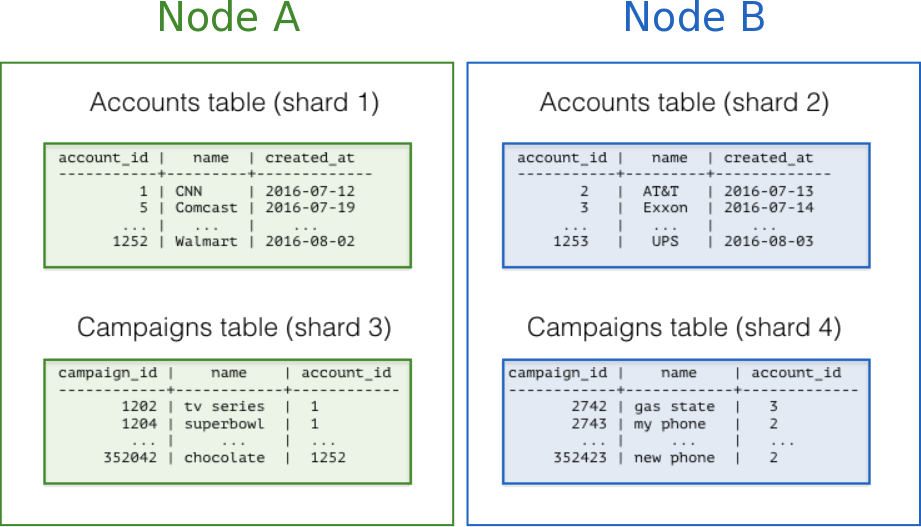 Node A
Accounts table (shard 1)
account_id | name | created_at
-----------+---------+-------------
1 | CNN | 2016-07-12
5 | Comcast | 2016-07-19
... | ... | ...
1252 | Walmart | 2016-08-02
Campaigns table (shard 3)
campaign_id | name | account_id
------------+------------+------------
1202 | tv series | 1
1204 | superbowl | 1
... | ... | ...
352042 | chocolate | 1252
Node B
Accounts table (shard 2)
account_id | name | created_at
-----------+---------+-------------
2 | AT&T | 2016-07-13
3 | Exxon | 2016-07-14
... | ... | ...
1253 | UPS | 2016-08-03
Campaigns table (shard 4)
campaign_id | name | account_id
------------+------------+------------
2742 | gas state | 3
2743 | my phone | 2
... | ... | ...
352423 | new phone | 2